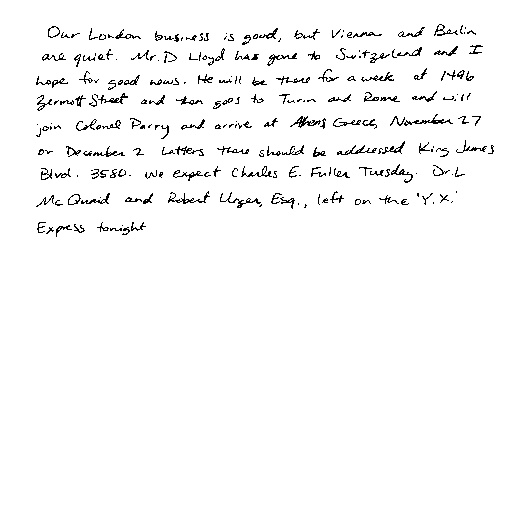 Our London business is good, but Vienna and Berlin
are quiet. Mr. D Lloyd has gone to Switzerland and I
hope for good news. He will be there for a week at 1496
Zermott Street and then goes to Turin and Rome and will
join Colonel Parry and arrive at Athens Greece, November 27
or December 2 Letters there should be addressed King James
Blvd. 3580. We expect Charles E. Fuller Tuesday. Dr. L
McQuaid and Robert Unger, Esq., left on the 'Y.X.'
Express tonight